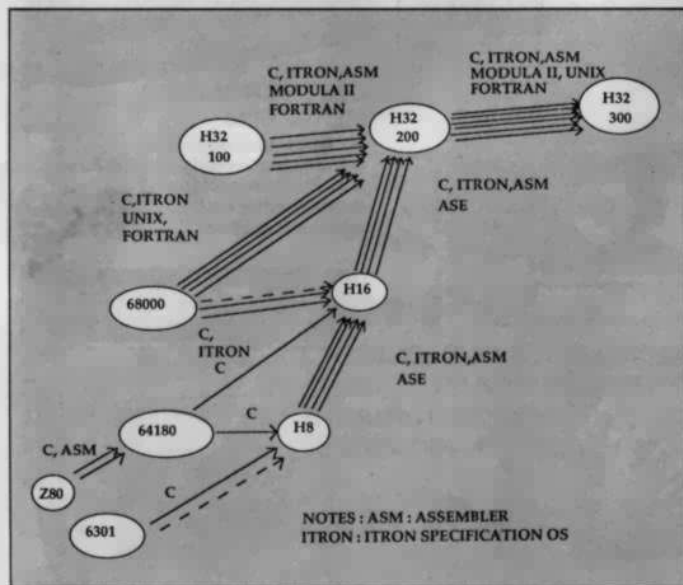 C, ITRON,ASM
MODULA II
FORTRAN
C, ITRON,ASM
MODULA II, UNIX
FORTRAN
H32
100
H32
200
H32
300
C,ITRON
UNIX,
FORTRAN
C, ITRON,ASM
ASE
68000
H16
C,
ITRON
C
C, ITRON,ASM
ASE
64180
C
H8
C, ASM
Z80
C
6301
NOTES : ASM : ASSEMBLER
ITRON : ITRON SPECIFICATION OS